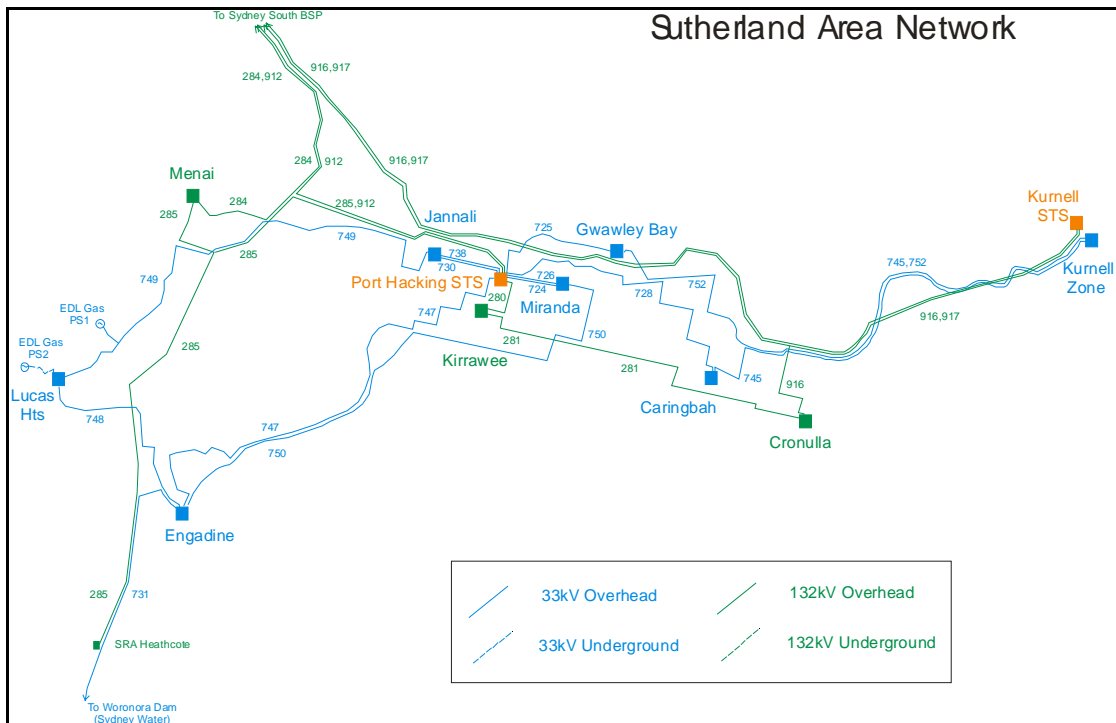 To Sydney South BSP
Sutherland Area Network
916,917
284,912
284
912
916,917
Menai
284
285
285,912
Jannali
725
Gwawley Bay
Kurnell
STS
749
285
738
730
745,752
Kurnell
Zone
749
Port Hacking STS
726
724
752
728
Miranda
280
EDL Gas
PS1
747
750
916,917
EDL Gas
PS2
285
281
Kirrawee
281
745
916
Lucas
Hts
Caringbah
748
Cronulla
747
750
Engadine
33kV Overhead
132kV Overhead
285
731
33kV Underground
132kV Underground
SRA Heathcote
To Woronora Dam
(Sydney Water)